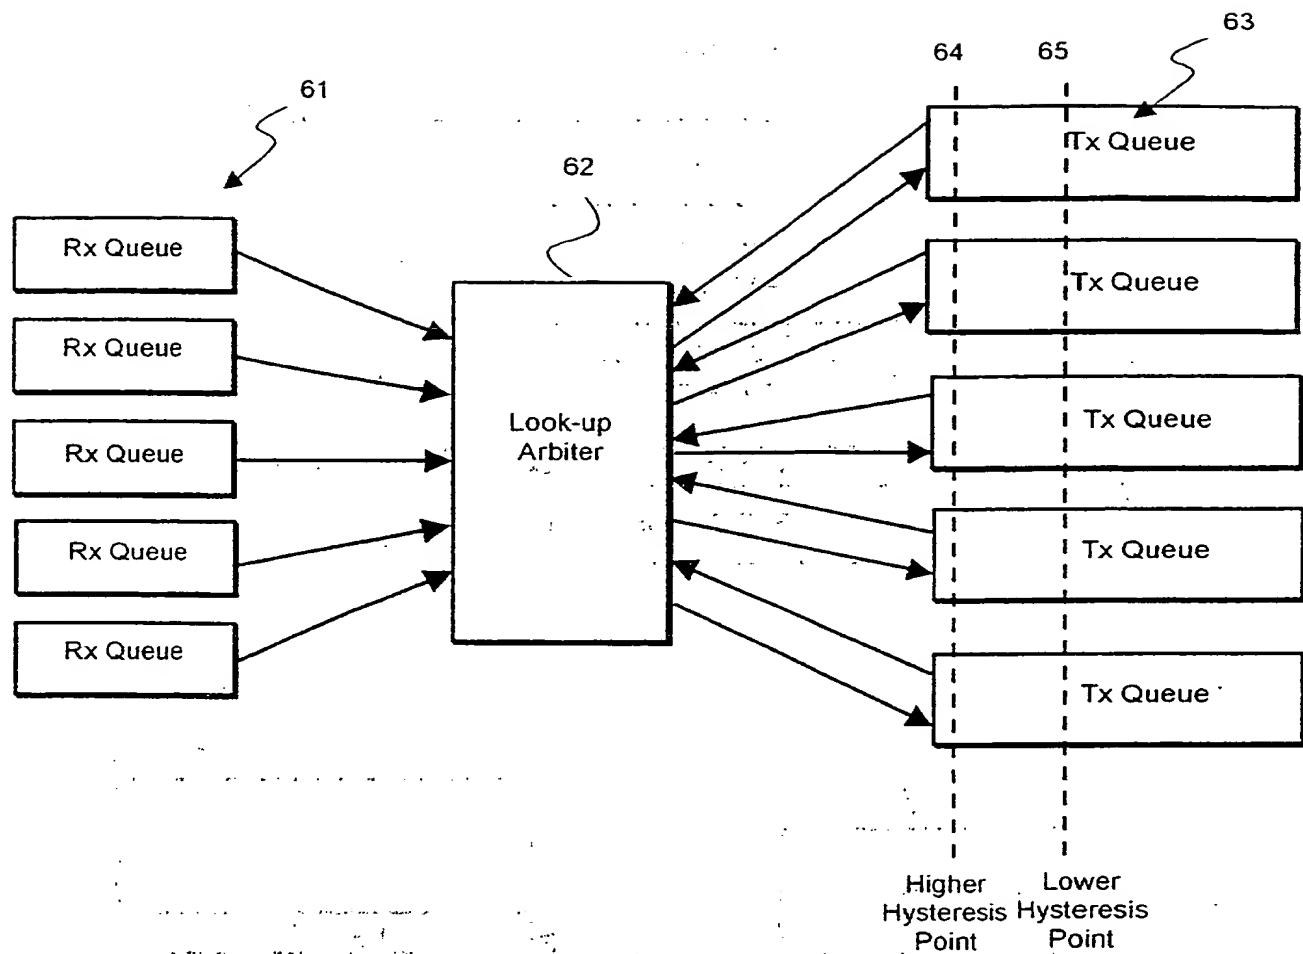 63
64
65
61
Tx Queue
62
Rx Queue
Tx Queue
Rx Queue
Look-up
Arbiter
Tx Queue
Rx Queue
Rx Queue
Tx Queue
Rx Queue
Tx Queue
Higher
Hysteresis
Point
Lower
Hysteresis
Point